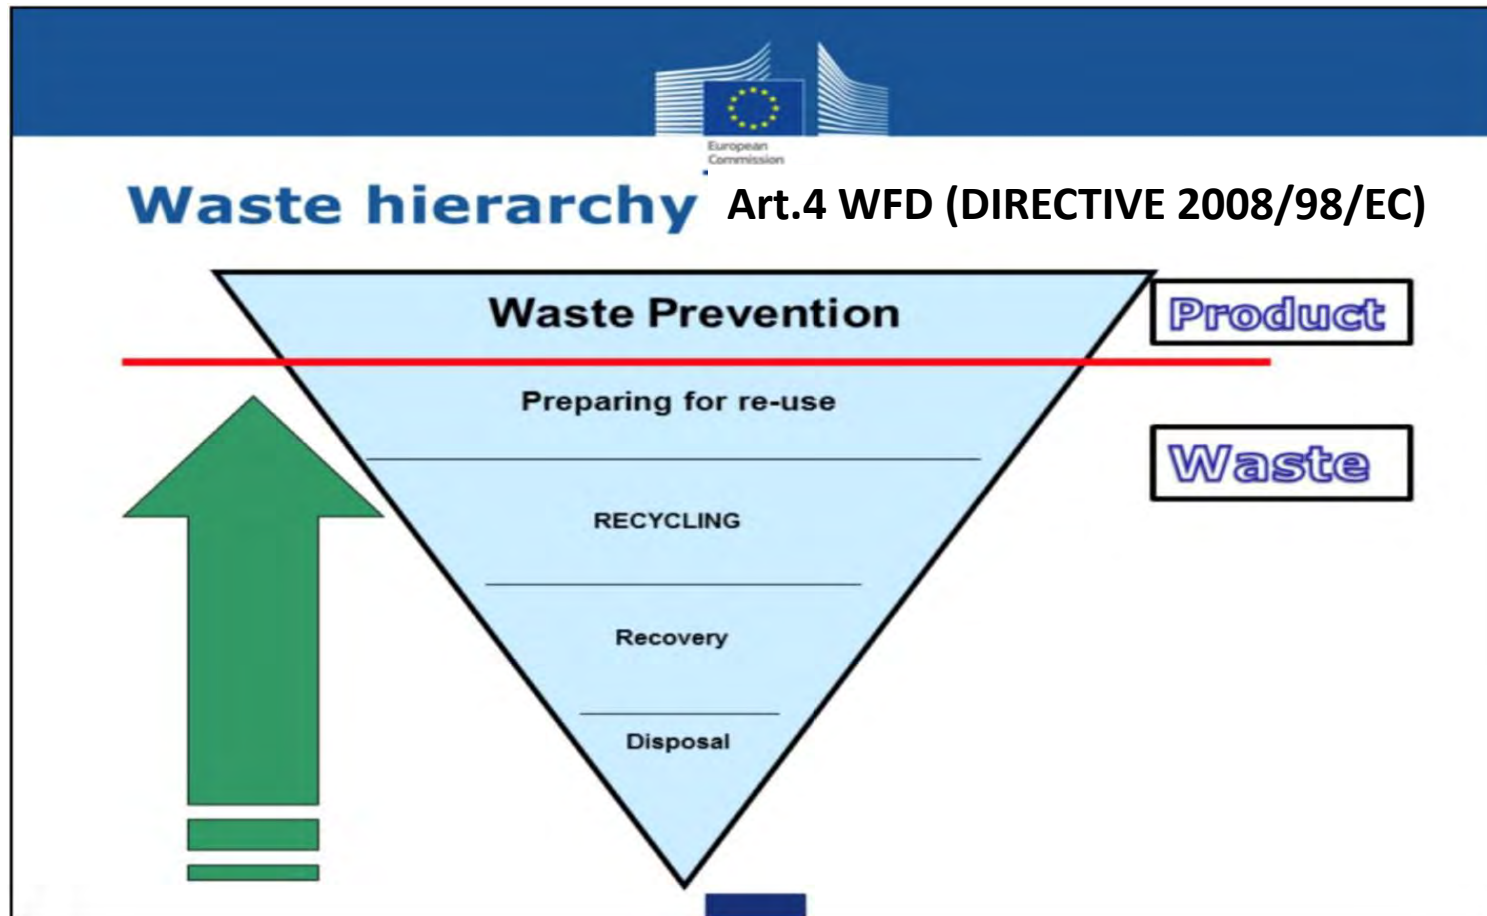 European
Commission
Waste hierarchy Art.4 WFD (DIRECTIVE 2008/98/EC)
Waste Prevention
Product
Preparing for re-use
Waste
RECYCLING
Recovery
Disposal